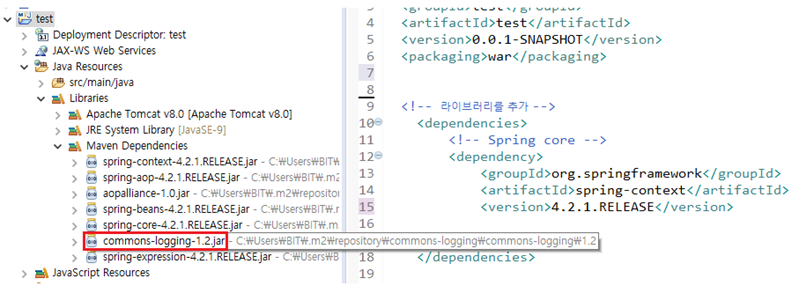 test
Deployment Descriptor: test
JAX-WS Web Services
Java Resources
src/main/java
Libraries
Apache Tomcat v8.0 [Apache Tomcat v8.0]
JRE System Library [JavaSE-9]
Maven Dependencies
spring-context-4.2.1.RELEASE.jar - C:₩Users₩BIT₩.
spring-aop-4.2.1.RELEASE.jar - C:₩Users₩BIT₩.m2
aopalliance-1.0.jar - C:₩Users₩BIT₩.m2₩repositor
spring-beans-4.2.1.RELEASE.jar - C:₩Users₩BIT₩.m
spring-core-4.2.1.RELEASE.jar - C:₩Users₩BIT₩.m2
commons-logging-1.2.jar - C:₩Users₩BIT₩.m2₩repository₩commons-logging₩commons-logging₩1.2
spring-expression-4.2.1.RELEASE.jar - C:₩Users₩BI
JavaScript Resources
3 <groupId>test</groupId>
4 <artifactId>test</artifactId>
5 <version>0.0.1-SNAPSHOT</version>
6 <packaging>war</packaging>
7
8
9 <!-- 라이브러리를 추가 -->
10 <dependencies>
11 <!-- Spring core -->
12 <dependency>
13 <groupId>org.springframework</groupId>
14 <artifactId>spring-context</artifactId>
15 <version>4.2.1.RELEASE</version>
18 </dependencies>
19